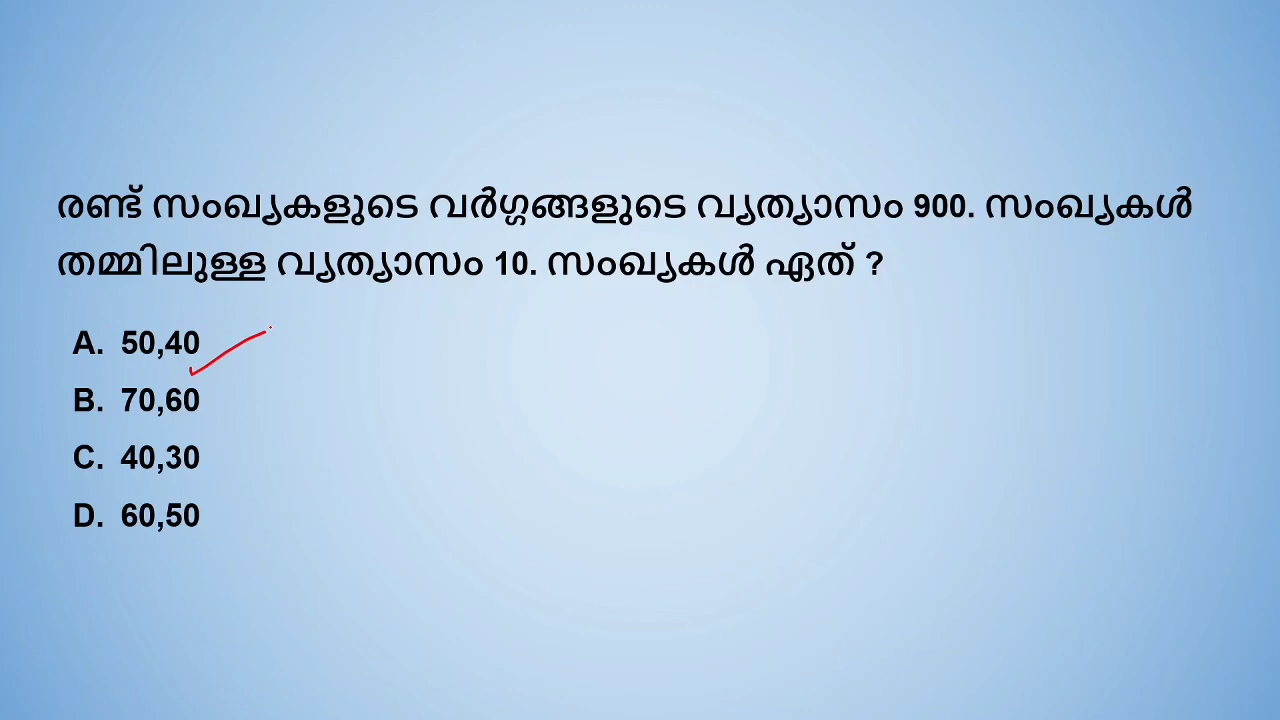 രണ്ട് സംഖ്യകളുടെ വർഗ്ഗങ്ങളുടെ വ്യത്യാസം 900. സംഖ്യകൾ
തമ്മിലുള്ള വ്യത്യാസം 10. സംഖ്യകൾ ഏത് ?
A. 50,40
B. 70,60
C. 40,30
D. 60,50